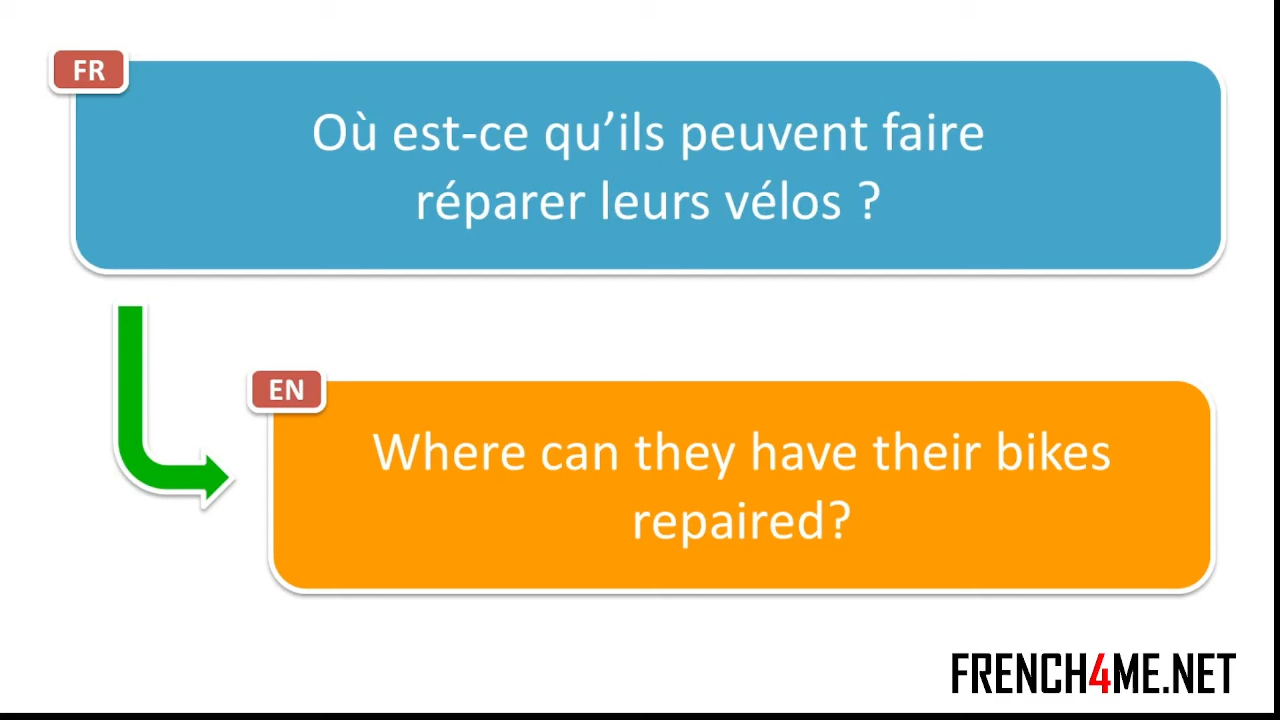 FR
Où est-ce qu’ils peuvent faire
réparer leurs vélos ?
EN
Where can they have their bikes
repaired?
FRENCH4ME.NET